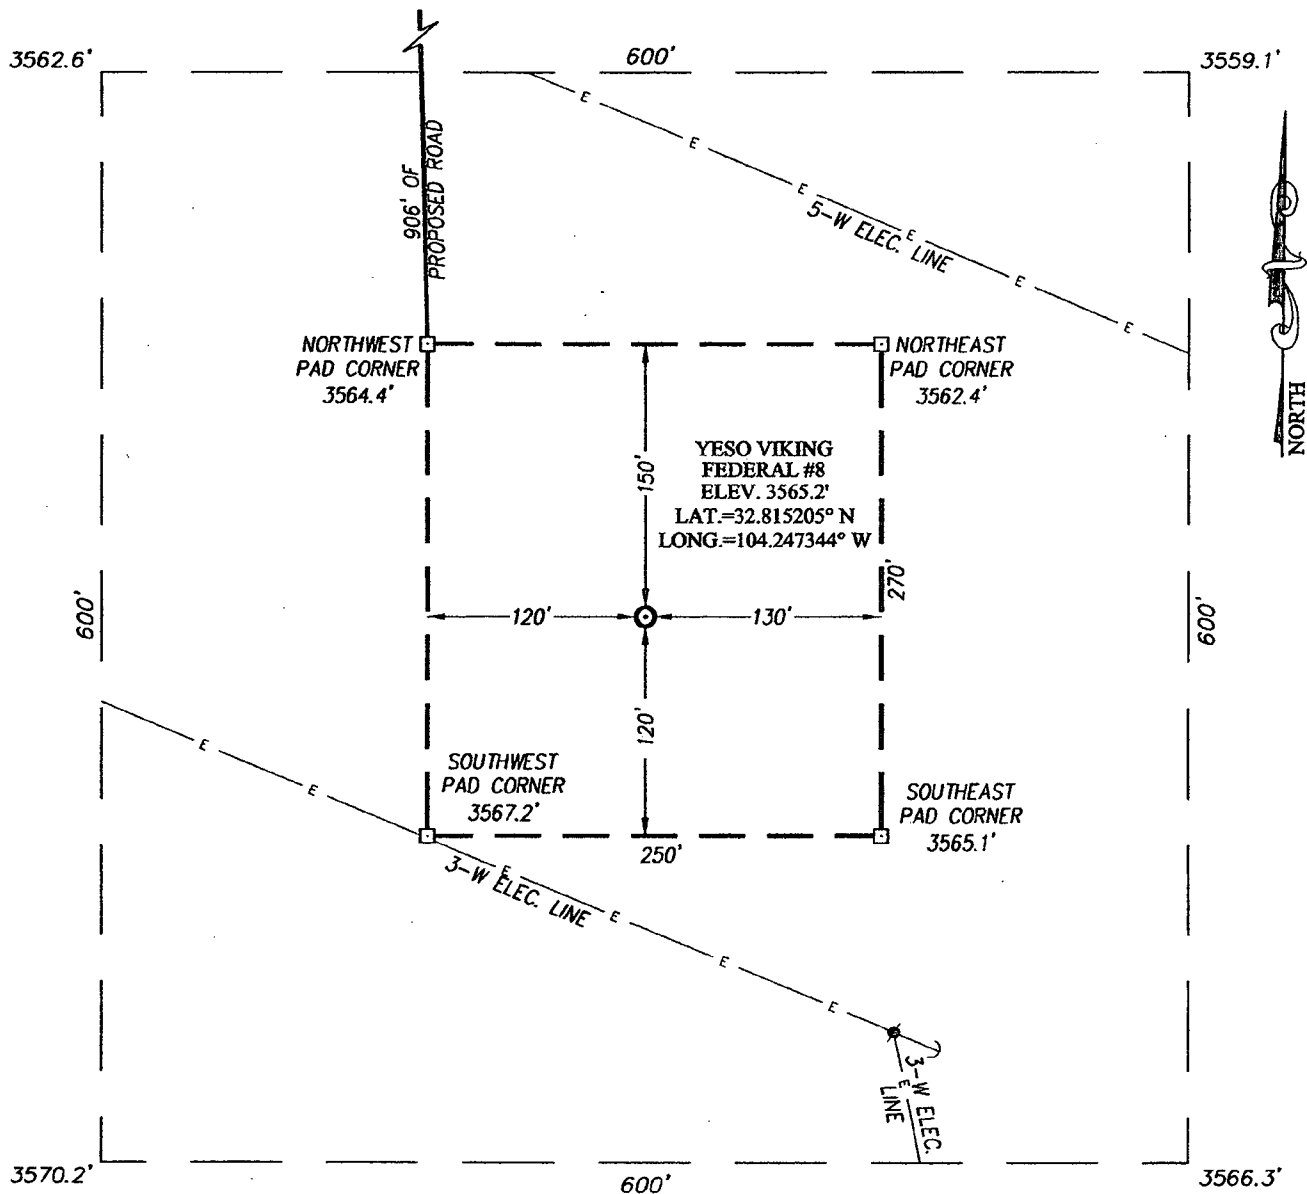 3562.6'
600'
3559.1'
906' OF
PROPOSED ROAD
E
E
E
5-W ELEC. LINE
E
E
E
NORTH
NORTHWEST
PAD CORNER
3564.4'
NORTHEAST
PAD CORNER
3562.4'
150'
YESO VIKING
FEDERAL #8
ELEV. 3565.2'
LAT.=32.815205° N
LONG.=104.247344° W
270'
600'
120'
130'
600'
120'
E
E
SOUTHWEST
PAD CORNER
3567.2'
SOUTHEAST
PAD CORNER
3565.1'
250'
E
3-W ELEC. LINE
E
E
E
3-W ELEC.
E
LINE
3570.2'
600'
3566.3'